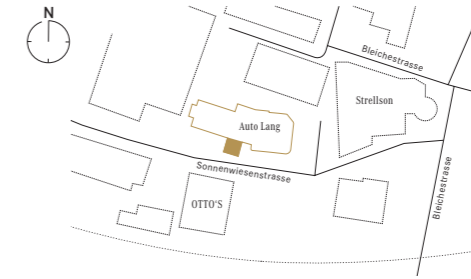 N
Bleichestrasse
Strellson
Auto Lang
Sonnenwiesenstrasse
OTTO'S
Bleichestrasse